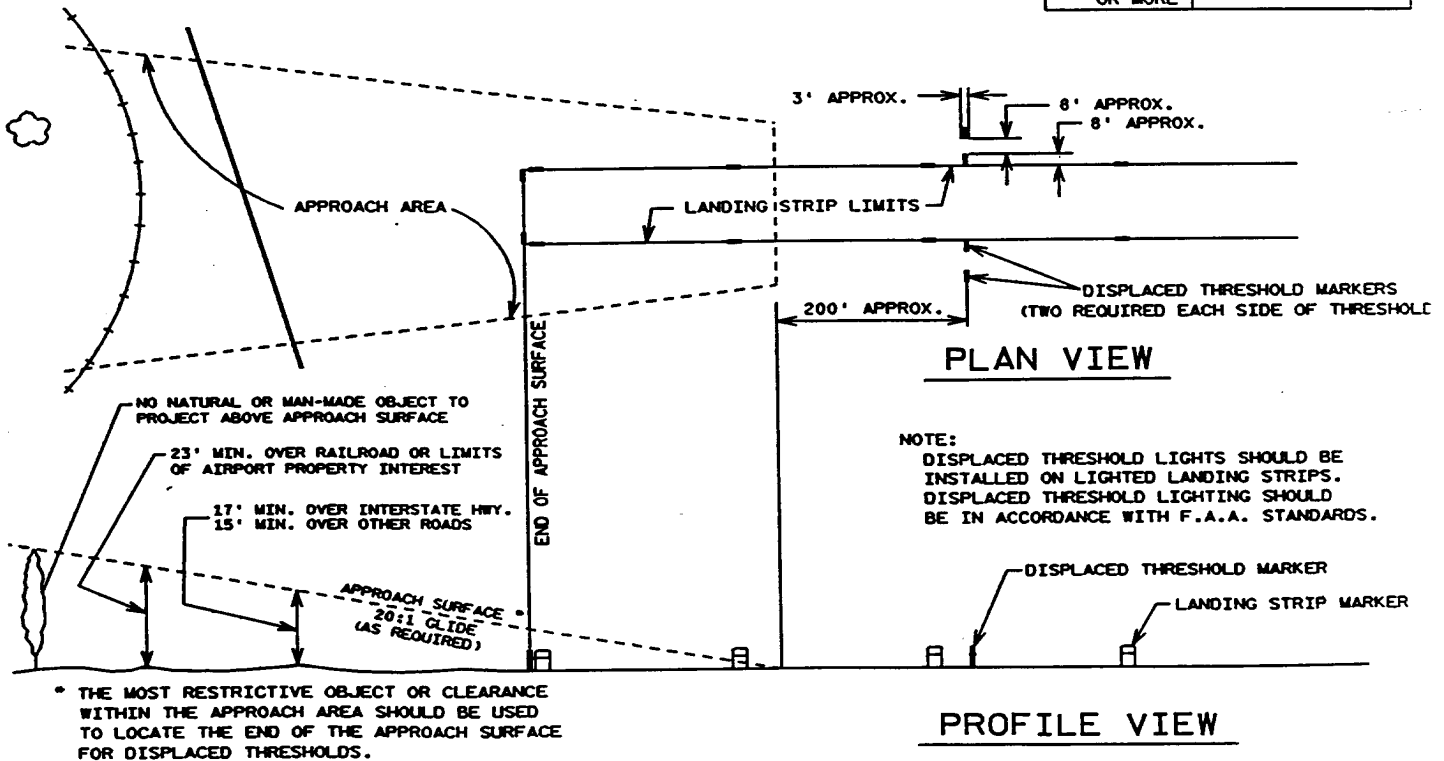 OR MORE
3' APPROX.
8' APPROX.
8' APPROX.
APPROACH AREA
LANDING STRIP LIMITS
DISPLACED THRESHOLD MARKERS
(TWO REQUIRED EACH SIDE OF THRESHOLD
200' APPROX.
PLAN VIEW
END OF APPROACH SURFACE
NO NATURAL OR MAN-MADE OBJECT TO
PROJECT ABOVE APPROACH SURFACE
23' MIN. OVER RAILROAD OR LIMITS
OF AIRPORT PROPERTY INTEREST
17' MIN. OVER INTERSTATE HWY.
15' MIN. OVER OTHER ROADS
NOTE:
DISPLACED THRESHOLD LIGHTS SHOULD BE
INSTALLED ON LIGHTED LANDING STRIPS.
DISPLACED THRESHOLD LIGHTING SHOULD
BE IN ACCORDANCE WITH F.A.A. STANDARDS.
APPROACH SURFACE *
20:1 GLIDE
(AS REQUIRED)
DISPLACED THRESHOLD MARKER
LANDING STRIP MARKER
* THE MOST RESTRICTIVE OBJECT OR CLEARANCE
WITHIN THE APPROACH AREA SHOULD BE USED
TO LOCATE THE END OF THE APPROACH SURFACE
FOR DISPLACED THRESHOLDS.
PROFILE VIEW